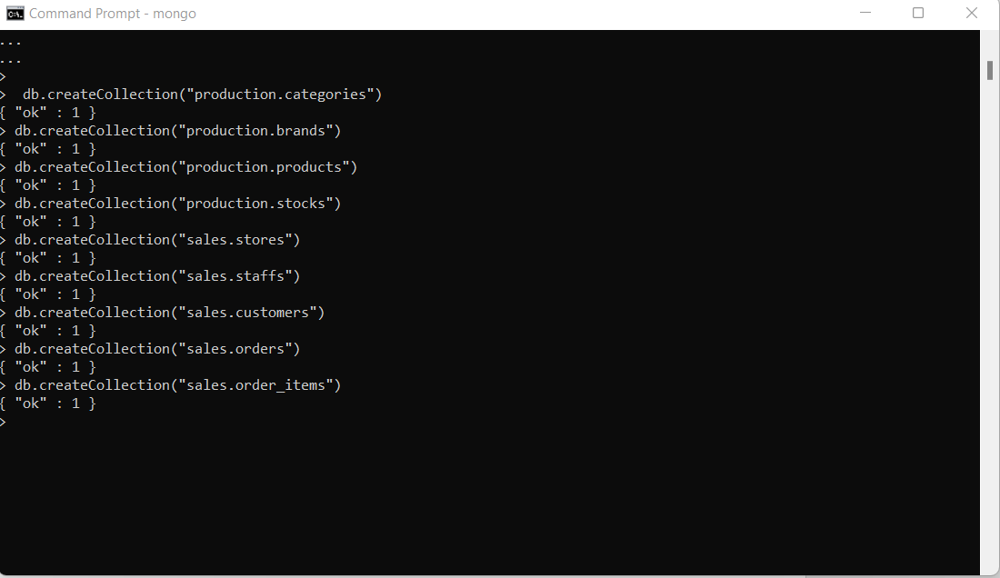 Command Prompt - mongo
...
...
>
>  db.createCollection("production.categories")
{ "ok" : 1 }
> db.createCollection("production.brands")
{ "ok" : 1 }
> db.createCollection("production.products")
{ "ok" : 1 }
> db.createCollection("production.stocks")
{ "ok" : 1 }
> db.createCollection("sales.stores")
{ "ok" : 1 }
> db.createCollection("sales.staffs")
{ "ok" : 1 }
> db.createCollection("sales.customers")
{ "ok" : 1 }
> db.createCollection("sales.orders")
{ "ok" : 1 }
> db.createCollection("sales.order_items")
{ "ok" : 1 }
>